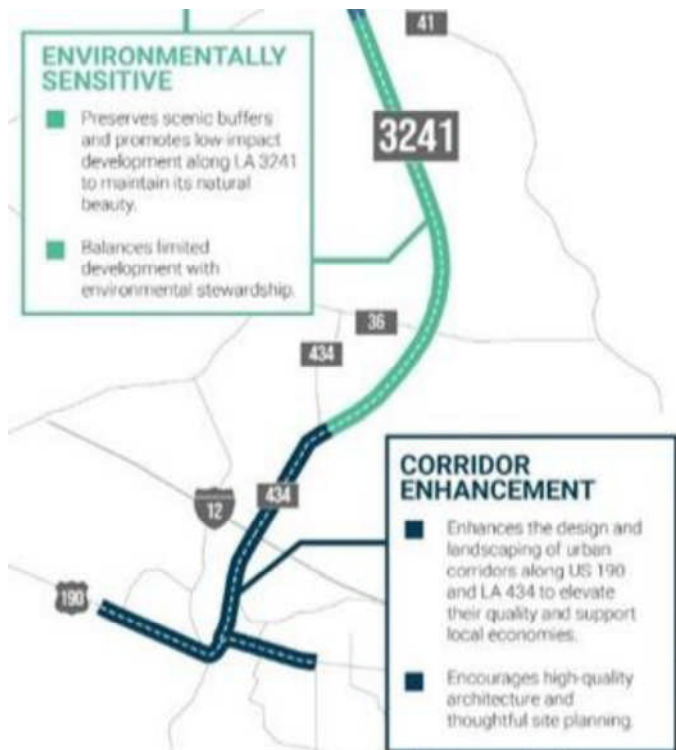 41
ENVIRONMENTALLY
SENSITIVE
Preserves scenic buffers
and promotes low-impact
development along LA 3241
to maintain its natural
beauty.
Balances limited
development with
environmental stewardship.
3241
36
434
434
12
190
CORRIDOR
ENHANCEMENT
Enhances the design and
landscaping of urban
corridors along US 190
and LA 434 to elevate
their quality and support
local economies.
Encourages high-quality
architecture and
thoughtful site planning.